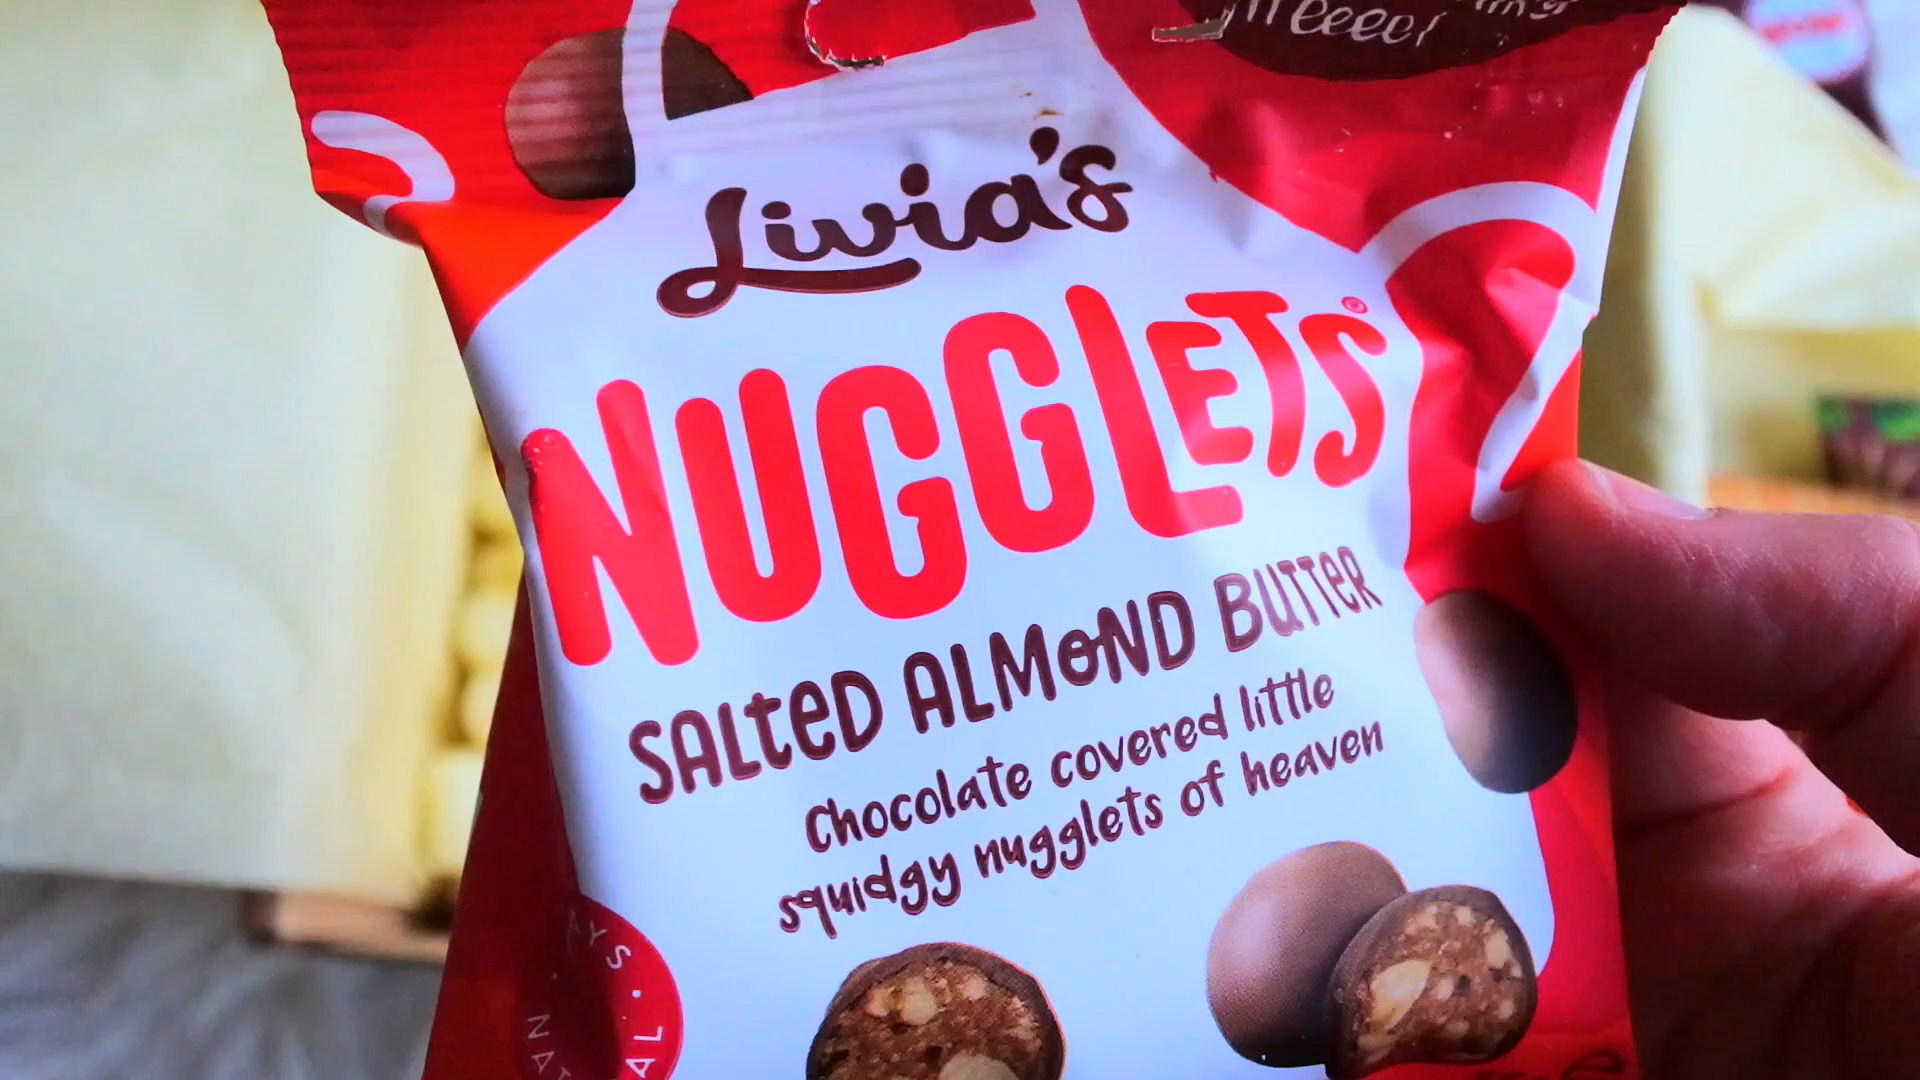 Livia's
NUGGLETS®
SALTED ALMOND BUTTER
Chocolate covered little
squidgy nugglets of heaven